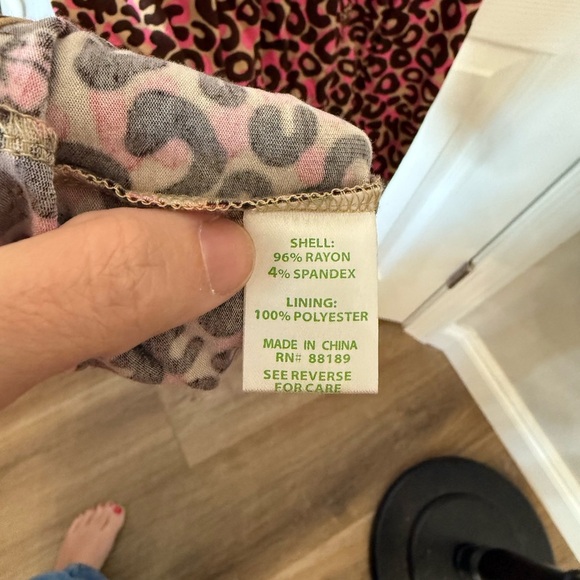 SHELL:
96% RAYON
4% SPANDEX
LINING:
100% POLYESTER
MADE IN CHINA
RN# 88189
SEE REVERSE
FOR CARE